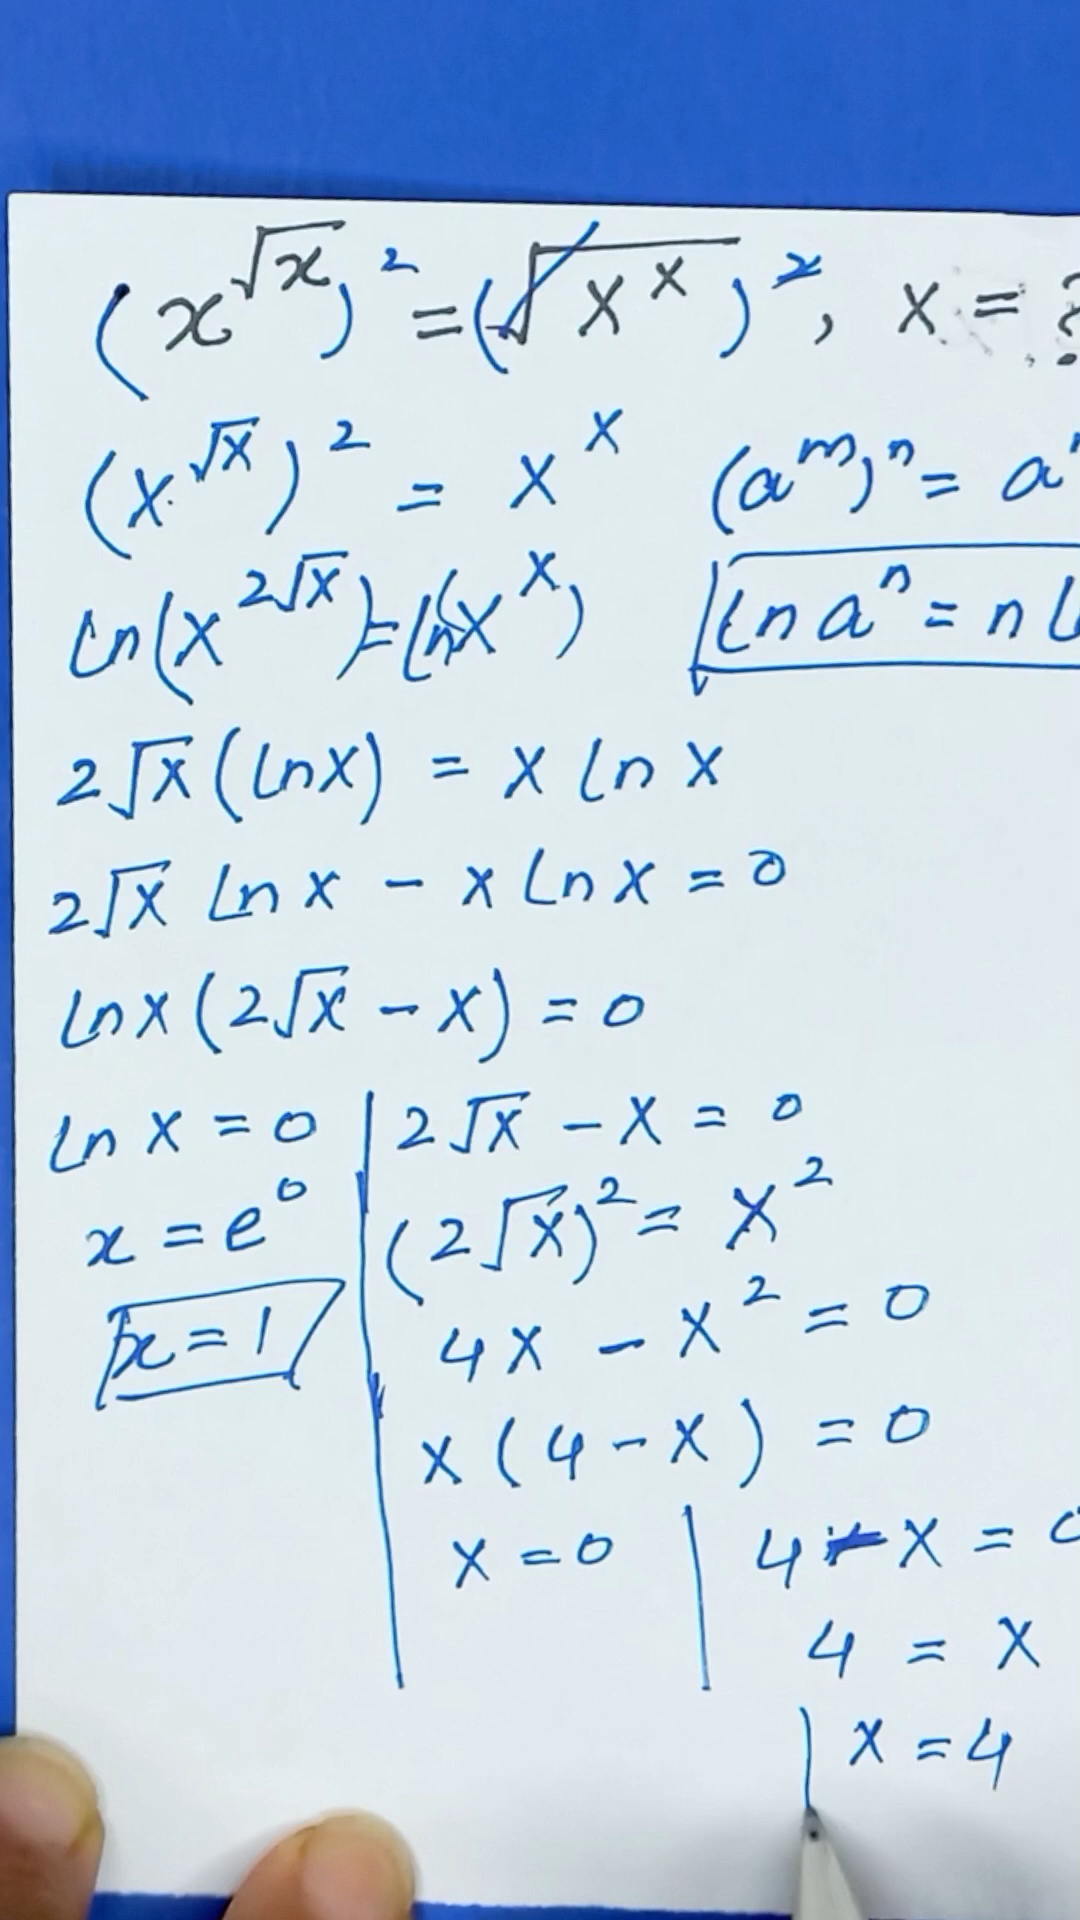 (x^√x)^2 = (√x^x)^2, x = ?
(x^√x)^2 = x^x (a^m)^n = a
ln(x^2√x) = ln(x^x) ln a^n = n l
2√x (ln x) = x ln x
2√x ln x - x ln x = 0
ln x (2√x - x) = 0
ln x = 0 | 2√x - x = 0
x = e^0 (2√x)^2 = x^2
x = 1 4x - x^2 = 0
x (4 - x) = 0
x = 0 | 4 - x = 0
4 = x
x = 4